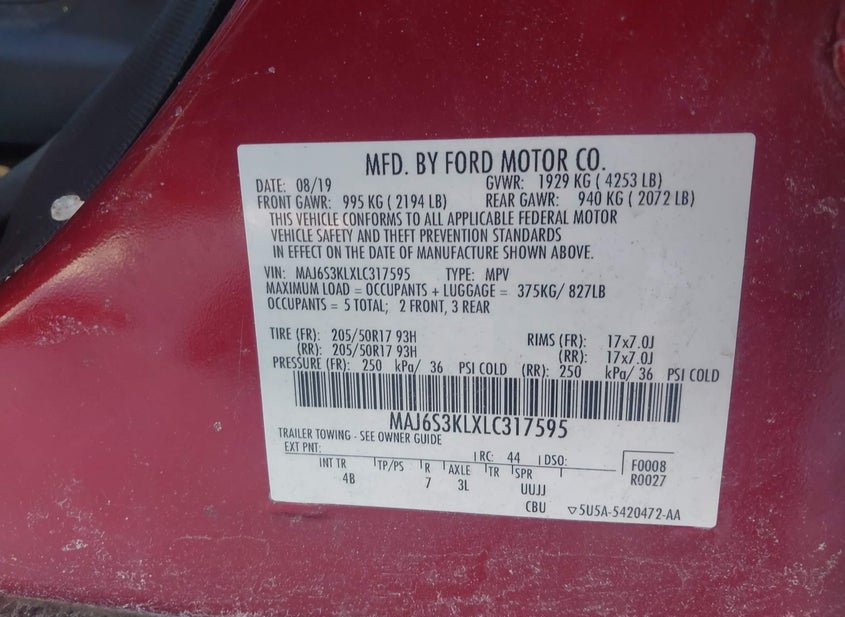 MFD. BY FORD MOTOR CO.
DATE: 08/19 GVWR: 1929 KG ( 4253 LB)
FRONT GAWR: 995 KG ( 2194 LB) REAR GAWR: 940 KG ( 2072 LB)
THIS VEHICLE CONFORMS TO ALL APPLICABLE FEDERAL MOTOR
VEHICLE SAFETY AND THEFT PREVENTION STANDARDS
IN EFFECT ON THE DATE OF MANUFACTURE SHOWN ABOVE.
VIN: MAJ6S3KLXLC317595 TYPE: MPV
MAXIMUM LOAD = OCCUPANTS + LUGGAGE = 375KG/ 827LB
OCCUPANTS = 5 TOTAL; 2 FRONT, 3 REAR
TIRE (FR): 205/50R17 93H RIMS (FR): 17x7.0J
(RR): 205/50R17 93H (RR): 17x7.0J
PRESSURE (FR): 250 kPa/ 36 PSI COLD (RR): 250 kPa/ 36 PSI COLD
MAJ6S3KLXLC317595
TRAILER TOWING - SEE OWNER GUIDE
EXT PNT: RC: 44 DSO: F0008
INT TR TP/PS R AXLE TR SPR R0027
4B 7 3L UUJJ
CBU ▽5U5A-5420472-AA